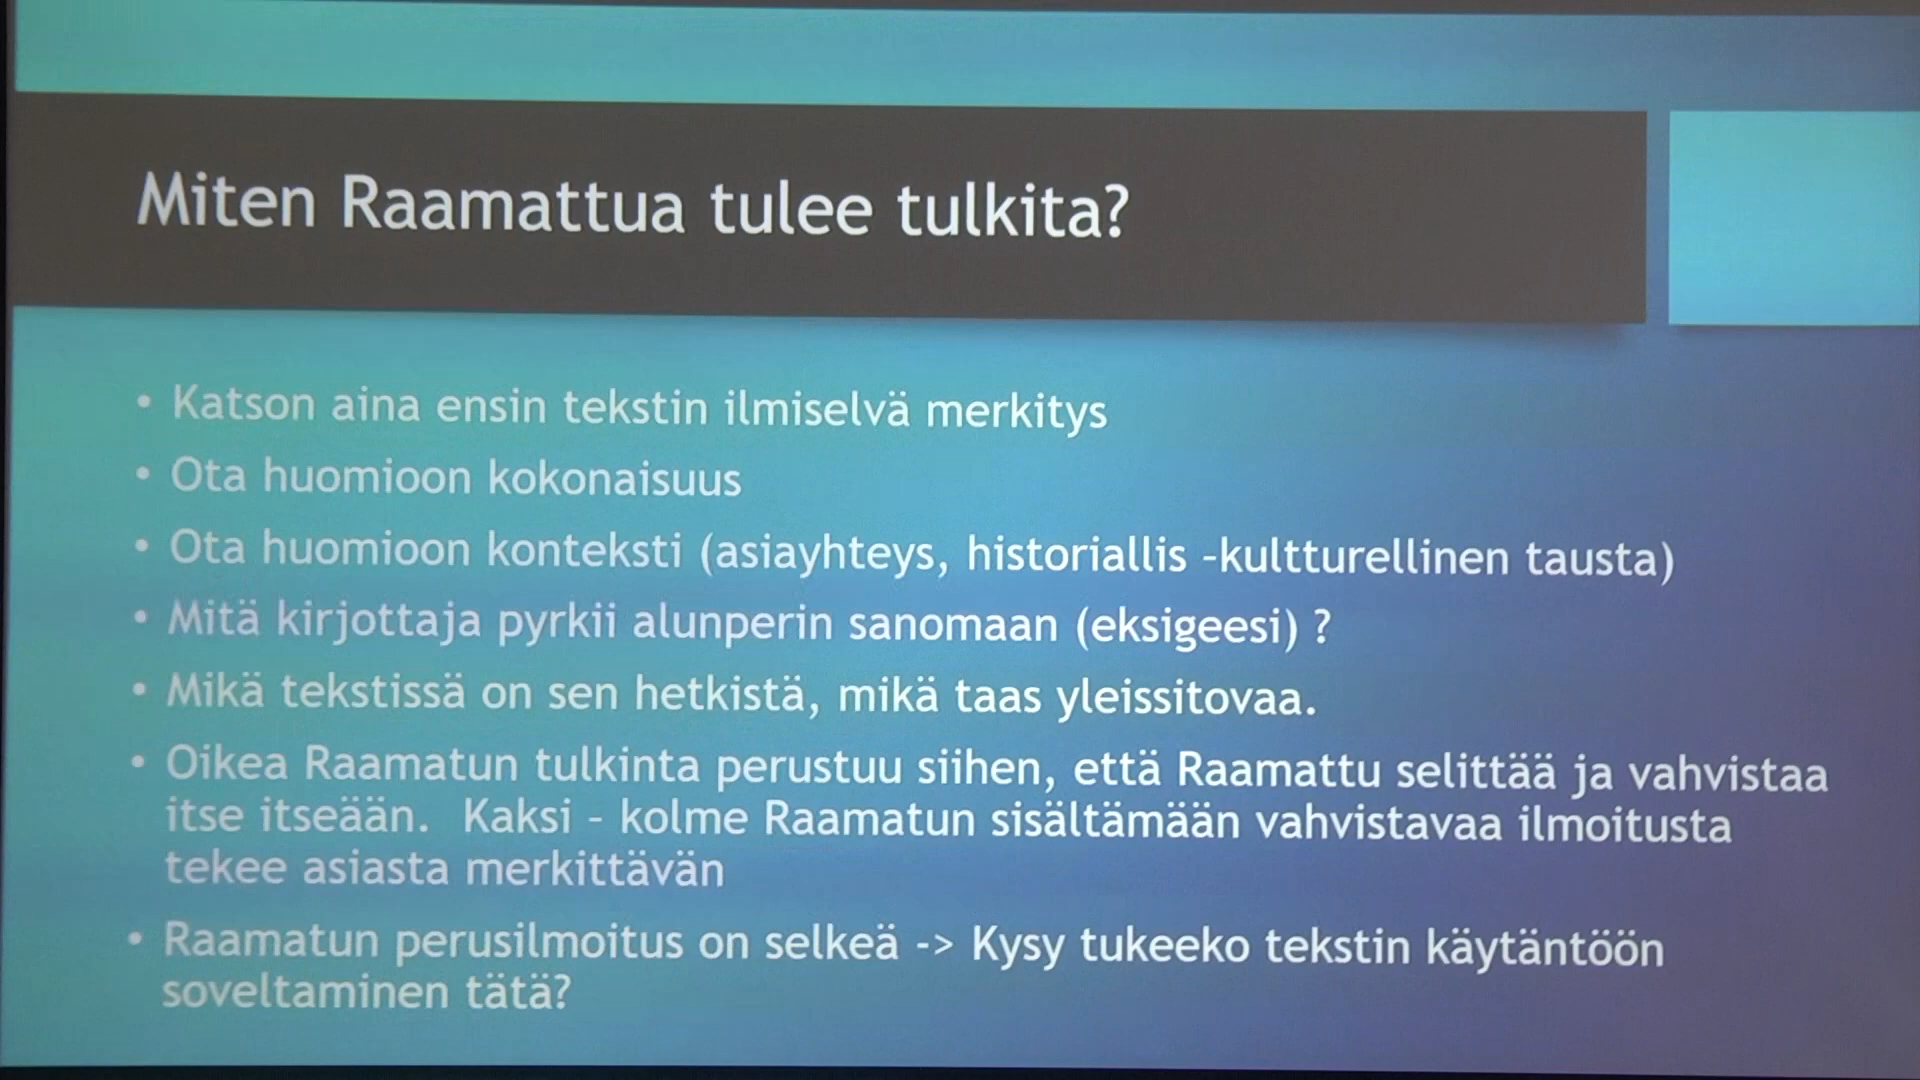 Miten Raamattua tulee tulkita?
• Katson aina ensin tekstin ilmiselvä merkitys
• Ota huomioon kokonaisuus
• Ota huomioon konteksti (asiayhteys, historiallis -kultturellinen tausta)
• Mitä kirjottaja pyrkii alunperin sanomaan (eksigeesi) ?
• Mikä tekstissä on sen hetkistä, mikä taas yleissitovaa.
• Oikea Raamatun tulkinta perustuu siihen, että Raamattu selittää ja vahvistaa
itse itseään. Kaksi - kolme Raamatun sisältämään vahvistavaa ilmoitusta
tekee asiasta merkittävän
• Raamatun perusilmoitus on selkeä -> Kysy tukeeko tekstin käytäntöön
soveltaminen tätä?